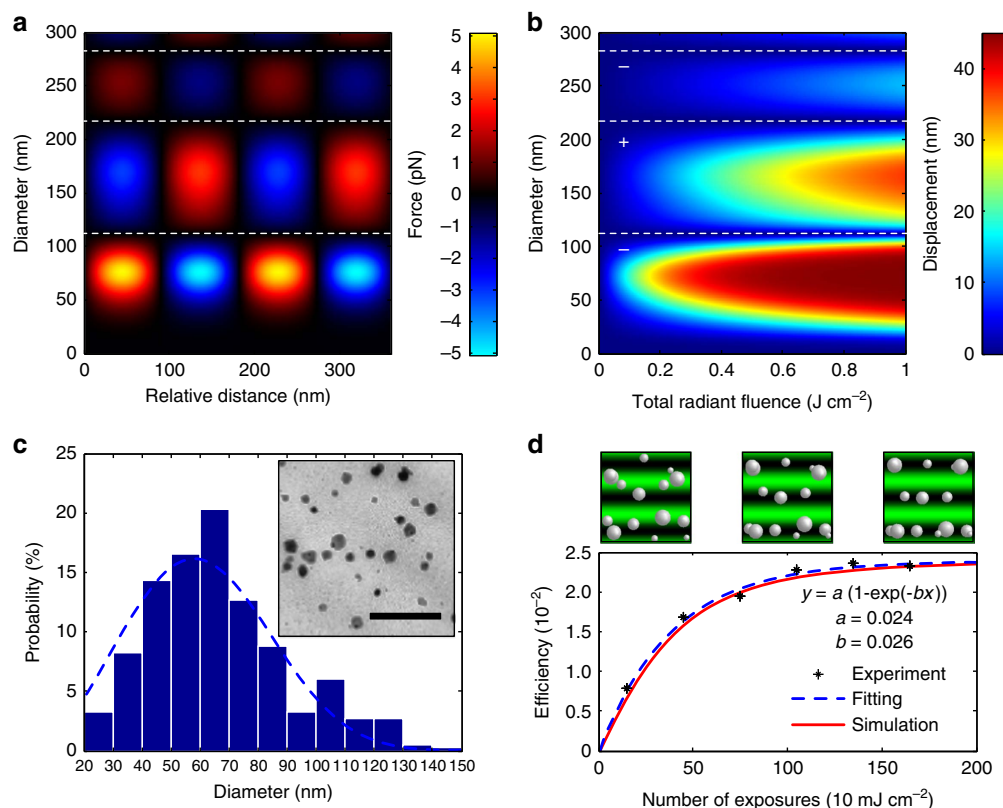 a
300
250
200
150
100
50
0
Diameter (nm)
0
100
200
300
Relative distance (nm)
5
4
3
2
1
0
–1
–2
–3
–4
–5
Force (pN)
b
300
250
200
150
100
50
0
Diameter (nm)
–
+
–
0
0.2
0.4
0.6
0.8
1
Total radiant fluence (J cm–2)
40
30
20
10
0
Displacement (nm)
c
25
20
15
10
5
0
Probability (%)
20 30 40 50 60 70 80 90 100 110 120 130 140 150
Diameter (nm)
d
2.5
2.0
1.5
1.0
0.5
0
Efficiency (10–2)
y = a (1-exp(-bx))
a = 0.024
b = 0.026
Experiment
Fitting
Simulation
0
50
100
150
200
Number of exposures (10 mJ cm–2)